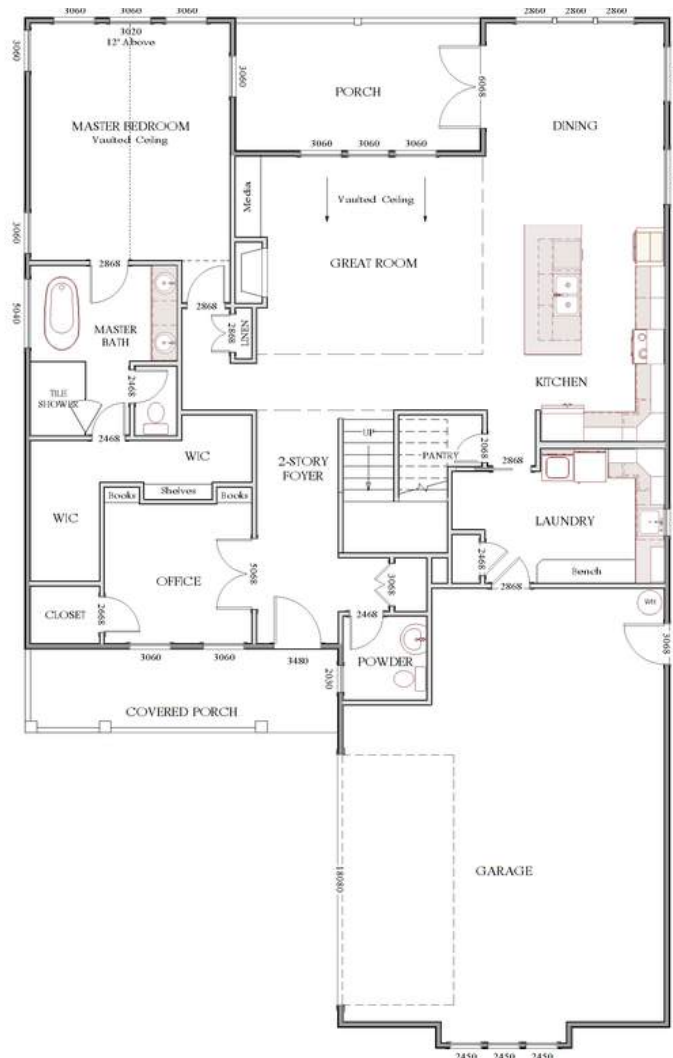 3060 3060 3060
2860 2860 2860
3020
12' Above
3060
3060
6068
PORCH
MASTER BEDROOM
Vaulted Ceiling
DINING
3060 3060 3060
Media
Vaulted Ceiling
GREAT ROOM
3060
2868
5040
2868
2868
LINEN
MASTER
BATH
KITCHEN
2468
TILE
SHOWER
2468
UP
2068
PANTRY
2868
WIC
2-STORY
FOYER
WIC
Books
Shelves
Books
LAUNDRY
5068
2468
OFFICE
3068
Bench
2868
CLOSET
2668
2468
WH
3068
3060 3060
3480
POWDER
2030
COVERED PORCH
18080
GARAGE
2450 2450 2450